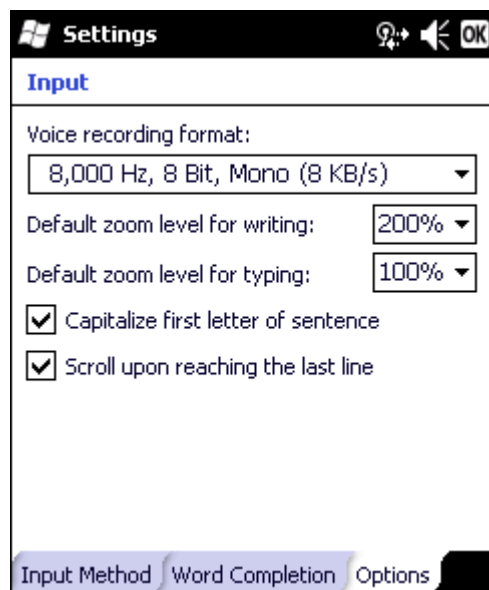 Settings OK
Input
Voice recording format:
8,000 Hz, 8 Bit, Mono (8 KB/s)
Default zoom level for writing: 200%
Default zoom level for typing: 100%
Capitalize first letter of sentence
Scroll upon reaching the last line
Input Method Word Completion Options